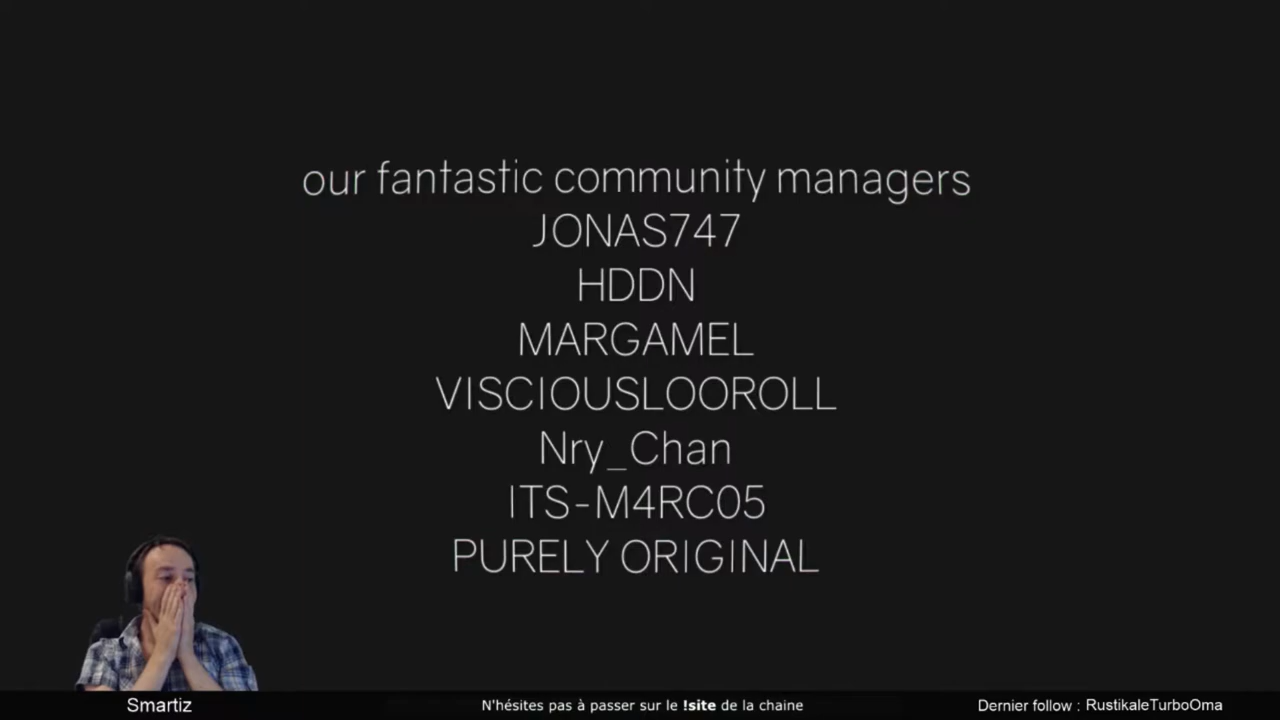 our fantastic community managers
JONAS747
HDDN
MARGAMEL
VISCIOUSLOOROLL
Nry_Chan
ITS-M4RC05
PURELY ORIGINAL
Smartiz
N'hésites pas à passer sur le !site de la chaine
Dernier follow : RustikaleTurboOma